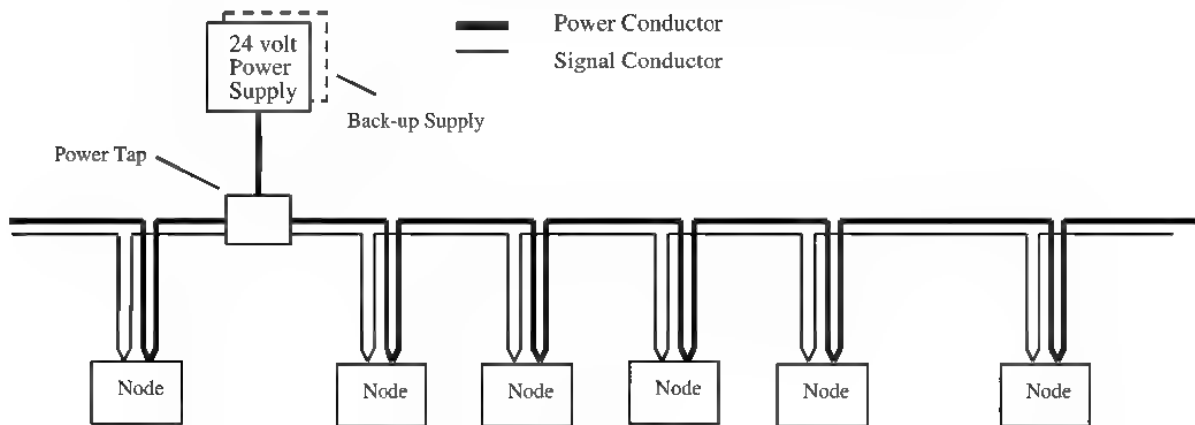 24 volt
Power
Supply
Power Conductor
Signal Conductor
Back-up Supply
Power Tap
Node
Node
Node
Node
Node
Node